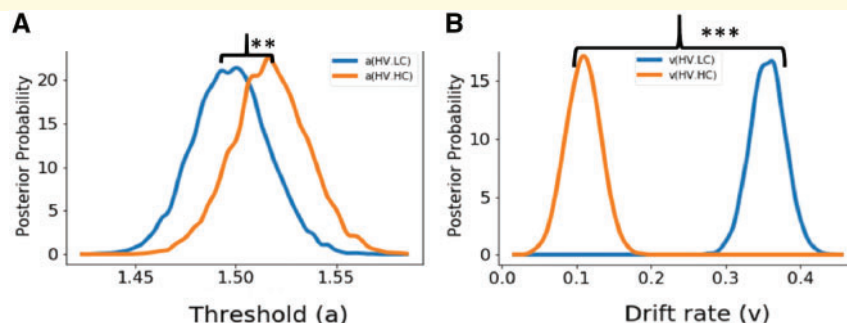 A
**
a(HV.LC)
a(HV.HC)
Posterior Probability
20
15
10
5
0
1.45 1.50 1.55
Threshold (a)
B
***
v(HV.LC)
v(HV.HC)
Posterior Probability
15
10
5
0
0.0 0.1 0.2 0.3 0.4
Drift rate (v)